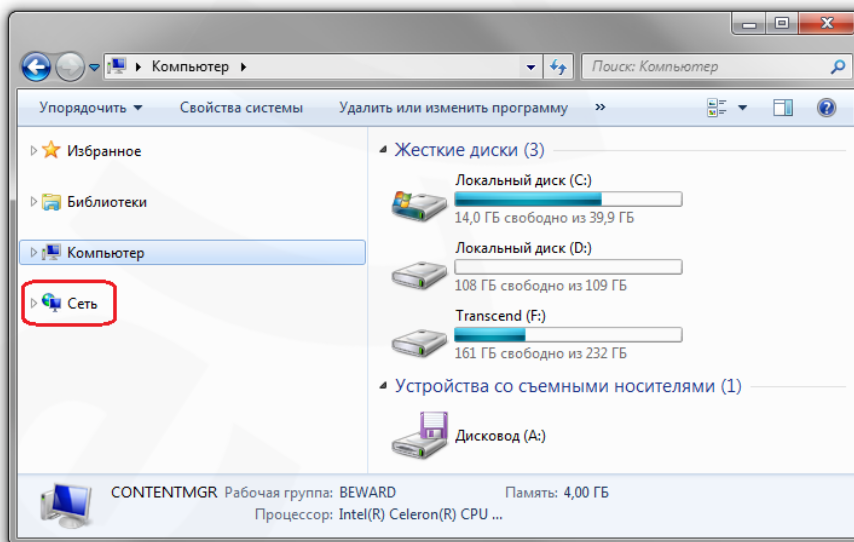 Компьютер
Поиск: Компьютер
Упорядочить Свойства системы Удалить или изменить программу »
Избранное
Библиотеки
Компьютер
Сеть
Жесткие диски (3)
Локальный диск (C:)
14,0 ГБ свободно из 39,9 ГБ
Локальный диск (D:)
108 ГБ свободно из 109 ГБ
Transcend (F:)
161 ГБ свободно из 232 ГБ
Устройства со съемными носителями (1)
Дисковод (A:)
CONTENTMGR Рабочая группа: BEWARD Память: 4,00 ГБ
Процессор: Intel(R) Celeron(R) CPU ...